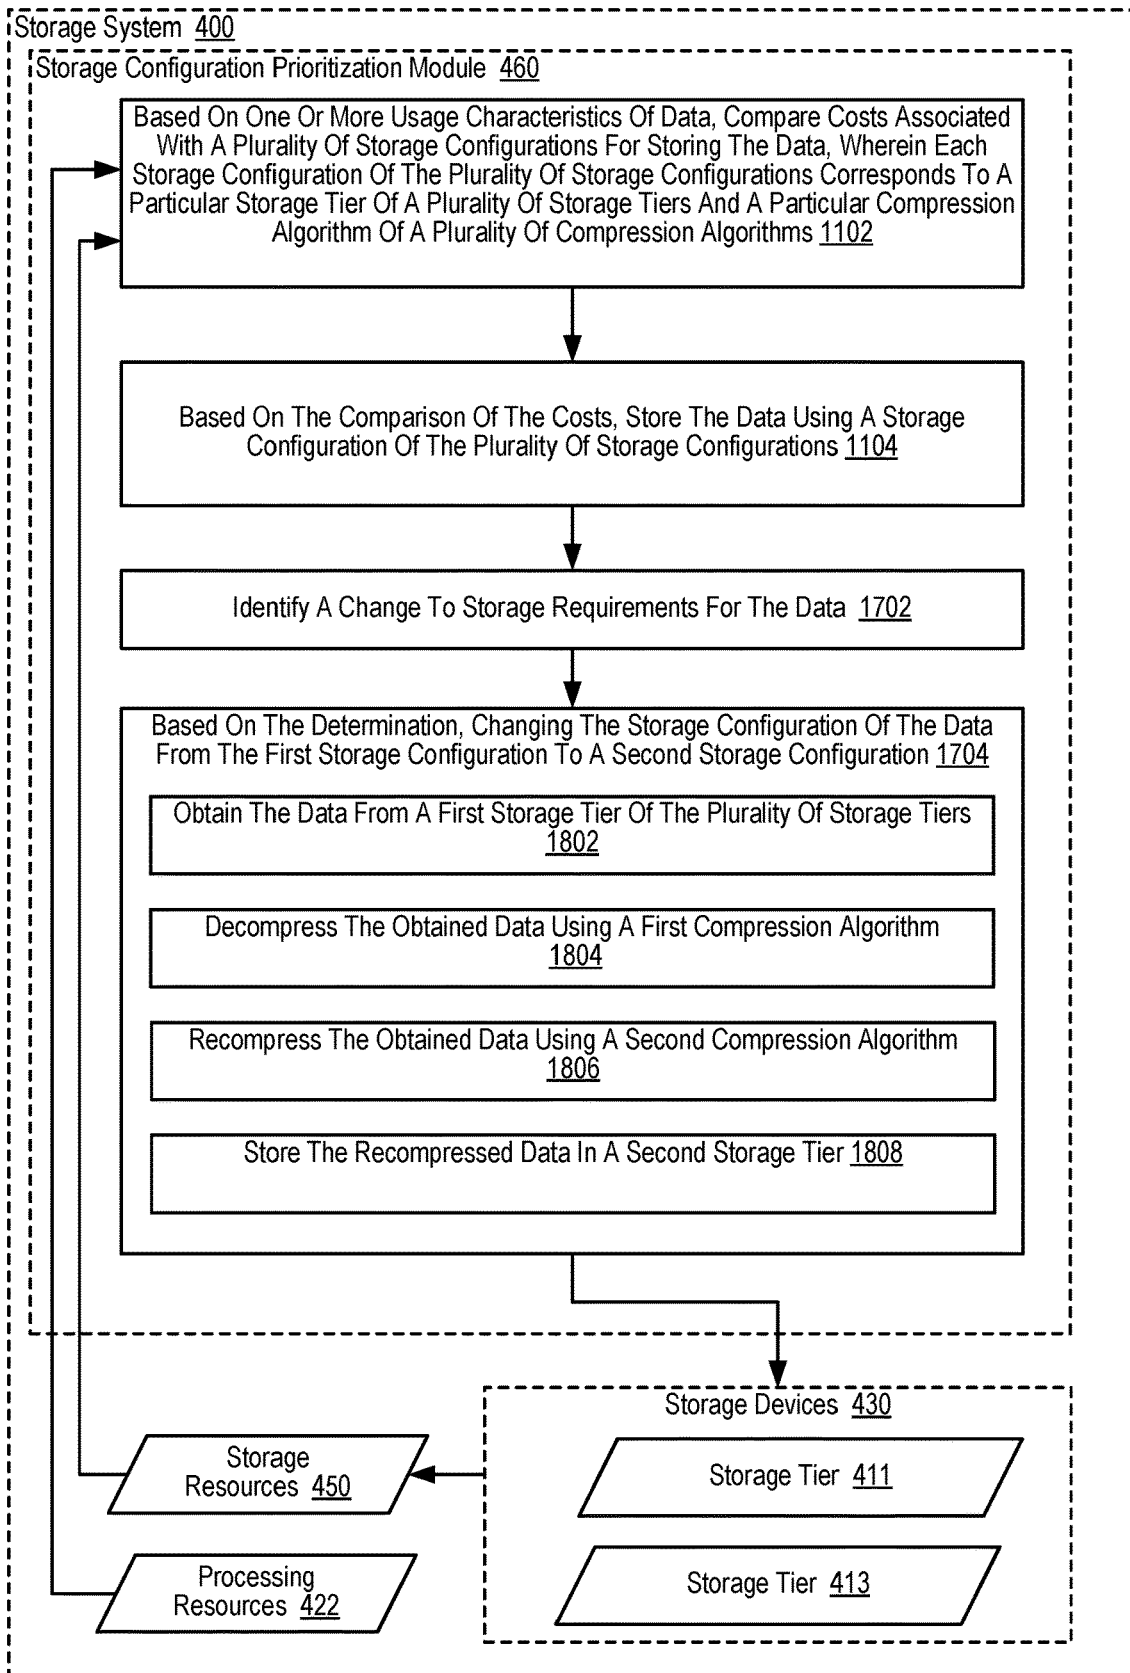 Storage System 400
Storage Configuration Prioritization Module 460
Based On One Or More Usage Characteristics Of Data, Compare Costs Associated
With A Plurality Of Storage Configurations For Storing The Data, Wherein Each
Storage Configuration Of The Plurality Of Storage Configurations Corresponds To A
Particular Storage Tier Of A Plurality Of Storage Tiers And A Particular Compression
Algorithm Of A Plurality Of Compression Algorithms 1102
Based On The Comparison Of The Costs, Store The Data Using A Storage
Configuration Of The Plurality Of Storage Configurations 1104
Identify A Change To Storage Requirements For The Data 1702
Based On The Determination, Changing The Storage Configuration Of The Data
From The First Storage Configuration To A Second Storage Configuration 1704
Obtain The Data From A First Storage Tier Of The Plurality Of Storage Tiers
1802
Decompress The Obtained Data Using A First Compression Algorithm
1804
Recompress The Obtained Data Using A Second Compression Algorithm
1806
Store The Recompressed Data In A Second Storage Tier 1808
Storage Devices 430
Storage Tier 411
Storage Tier 413
Storage
Resources 450
Processing
Resources 422